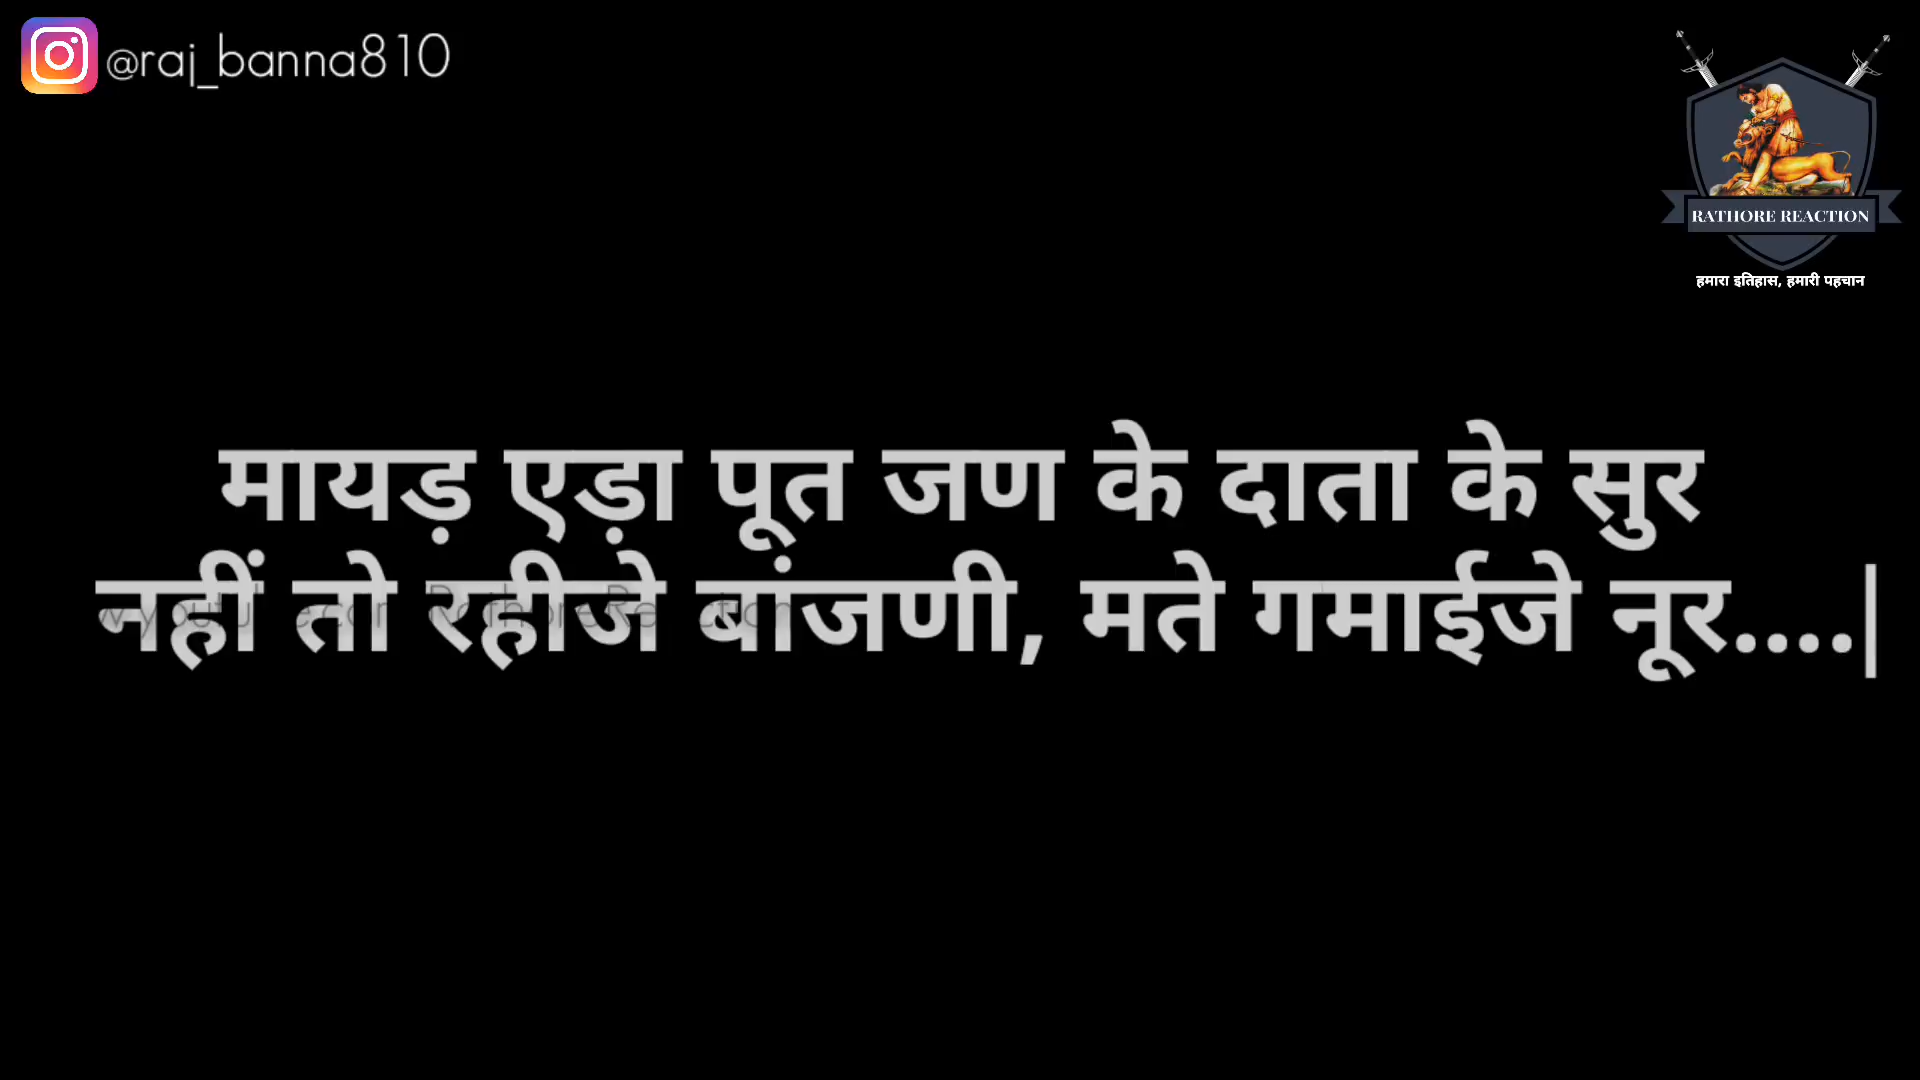 @raj_banna810
RATHORE REACTION
हमारा इतिहास, हमारी पहचान
मायड़ एड़ा पूत जण के दाता के सुर
नहीं तो रहीजे बांजणी, मते गमाईजे नूर....|